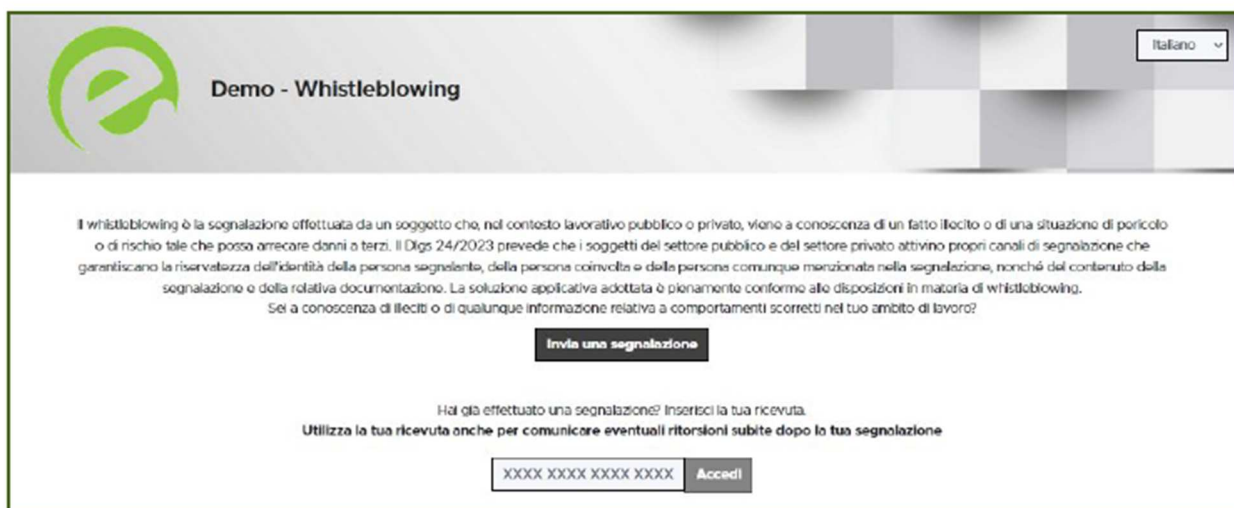 Italiano
Demo - Whistleblowing
Il whistleblowing è la segnalazione effettuata da un soggetto che, nel contesto lavorativo pubblico o privato, viene a conoscenza di un fatto illecito o di una situazione di pericolo
o di rischio tale che possa arrecare danni a terzi. Il Dlgs 24/2023 prevede che i soggetti del settore pubblico e del settore privato attivino propri canali di segnalazione che
garantiscano la riservatezza dell'identità della persona segnalante, della persona coinvolta e della persona comunque menzionata nella segnalazione, nonché del contenuto della
segnalazione e della relativa documentazione. La soluzione applicativa adottata è pienamente conforme alle disposizioni in materia di whistleblowing.
Sei a conoscenza di illeciti o di qualunque informazione relativa a comportamenti scorretti nel tuo ambito di lavoro?
Invia una segnalazione
Hai già effettuato una segnalazione? Inserisci la tua ricevuta.
Utilizza la tua ricevuta anche per comunicare eventuali ritorsioni subite dopo la tua segnalazione
XXXX XXXX XXXX XXXX Accedi